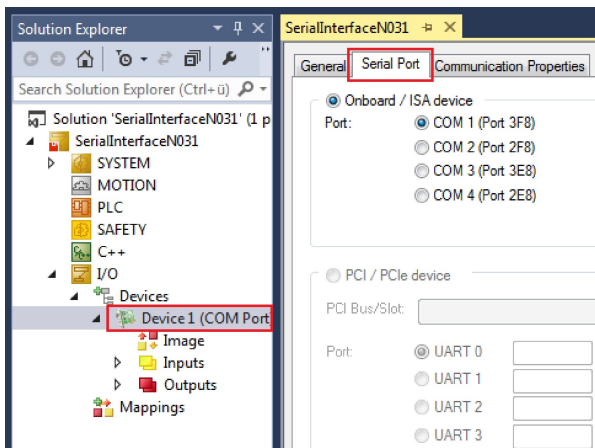 Solution Explorer
Search Solution Explorer (Ctrl+ü)
Solution 'SerialInterfaceN031' (1 p
SerialInterfaceN031
SYSTEM
MOTION
PLC
SAFETY
C++
I/O
Devices
Device 1 (COM Port
Image
Inputs
Outputs
Mappings
SerialInterfaceN031
General
Serial Port
Communication Properties
Onboard / ISA device
Port:
COM 1 (Port 3F8)
COM 2 (Port 2F8)
COM 3 (Port 3E8)
COM 4 (Port 2E8)
PCI / PCIe device
PCI Bus/Slot:
Port:
UART 0
UART 1
UART 2
UART 3